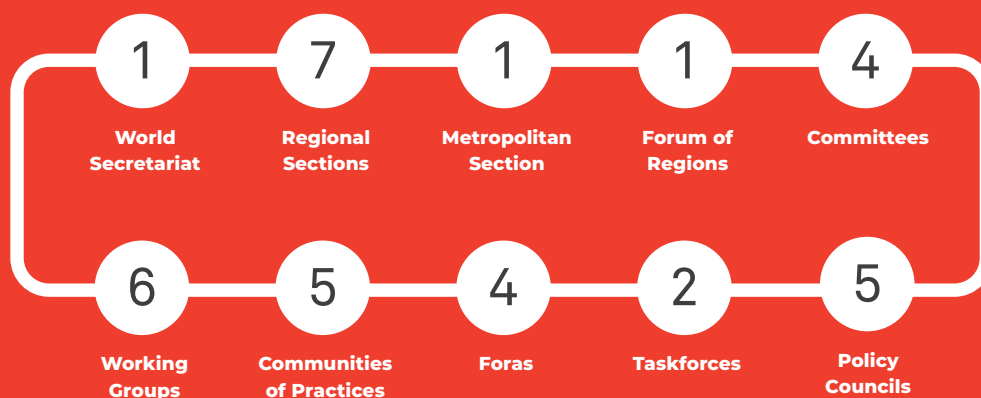 1
7
1
1
4
World
Secretariat
Regional
Sections
Metropolitan
Section
Forum of
Regions
Committees
6
5
4
2
5
Working
Groups
Communities
of Practices
Foras
Taskforces
Policy
Councils